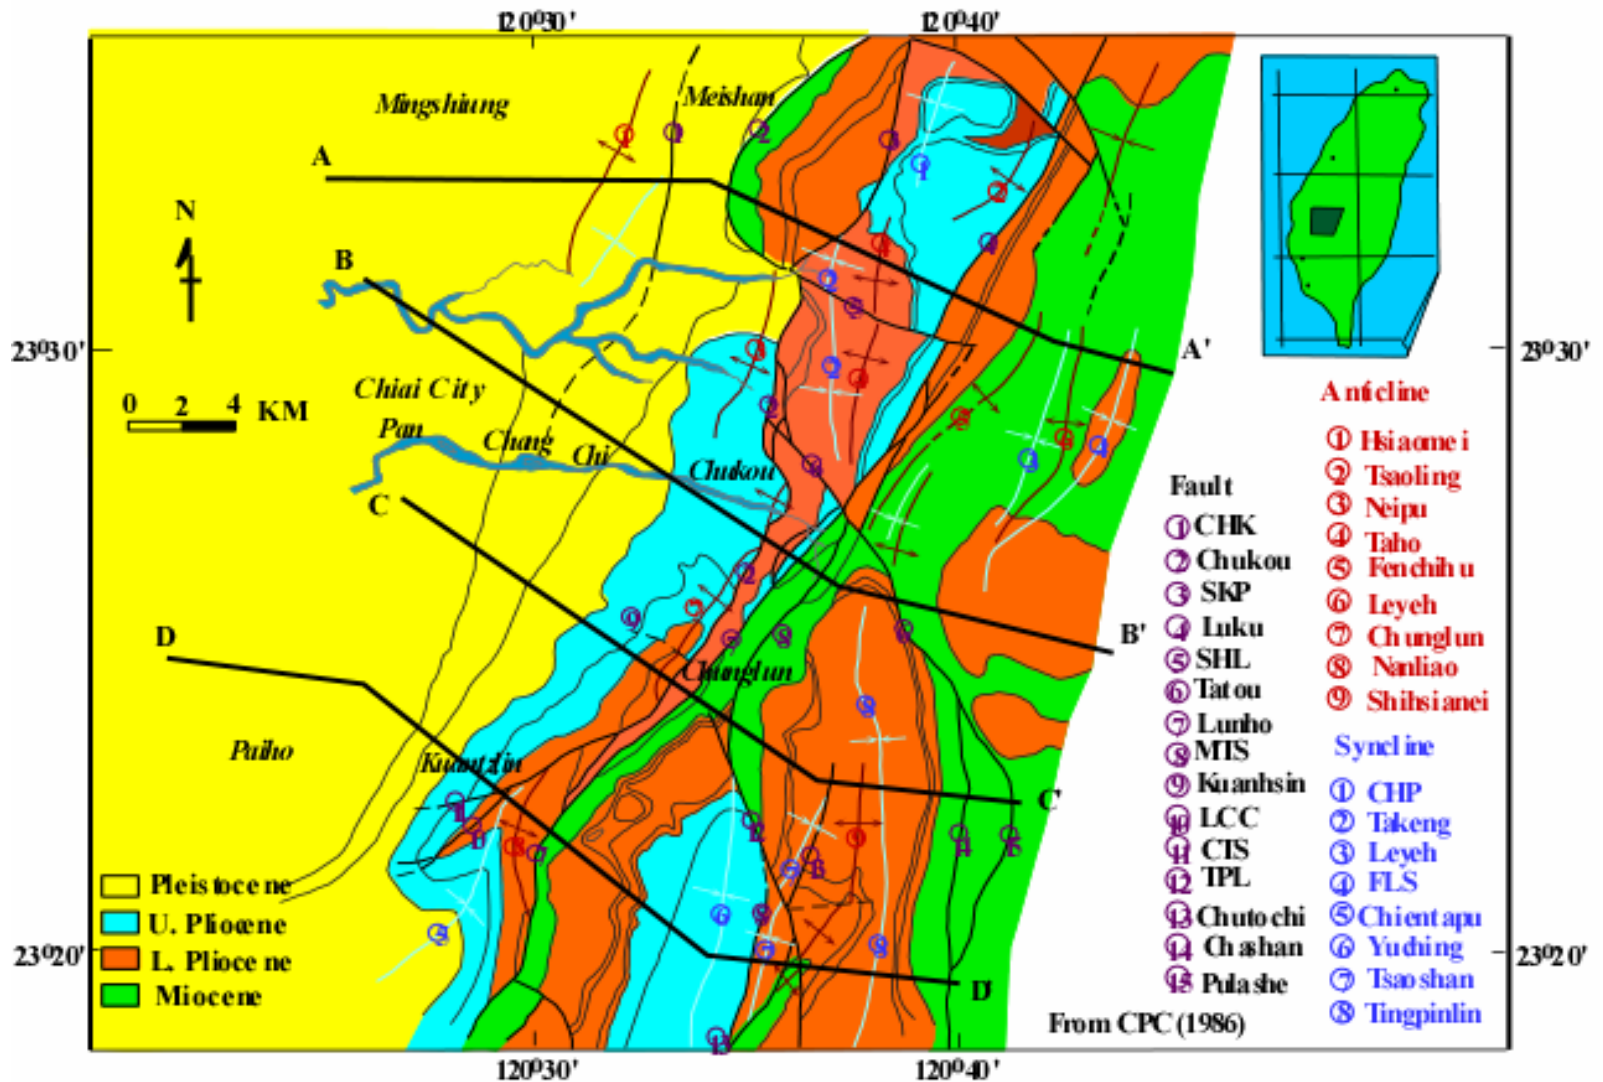 120°30' 120°40'
Mingshiung
Meishan
A
N
B
23°30'
A'
23°30'
Chiai City
0 2 4 KM
Pan
Chang
Chi
Chukou
C
B'
D
Chunglun
Paiho
Kuantzlin
C'
D'
Pleistocene
U. Pliocene
L. Pliocene
Miocene
23°20'
23°20'
120°30' 120°40'
From CPC (1986)
Fault
1 CHK
2 Chukou
3 SKP
4 Luku
5 SHL
6 Tatou
7 Lunho
8 MTS
9 Kuanhsin
10 LCC
11 CTS
12 TPL
13 Chutochi
14 Chashan
15 Pulashe
Anticline
1 Hsiaomei
2 Tsaoling
3 Neipu
4 Taho
5 Fenchihu
6 Leyeh
7 Chunglun
8 Nanliao
9 Shihsianei
Syncline
1 CHP
2 Takeng
3 Leyeh
4 FLS
5 Chientapu
6 Yuching
7 Tsaoshan
8 Tingpinlin